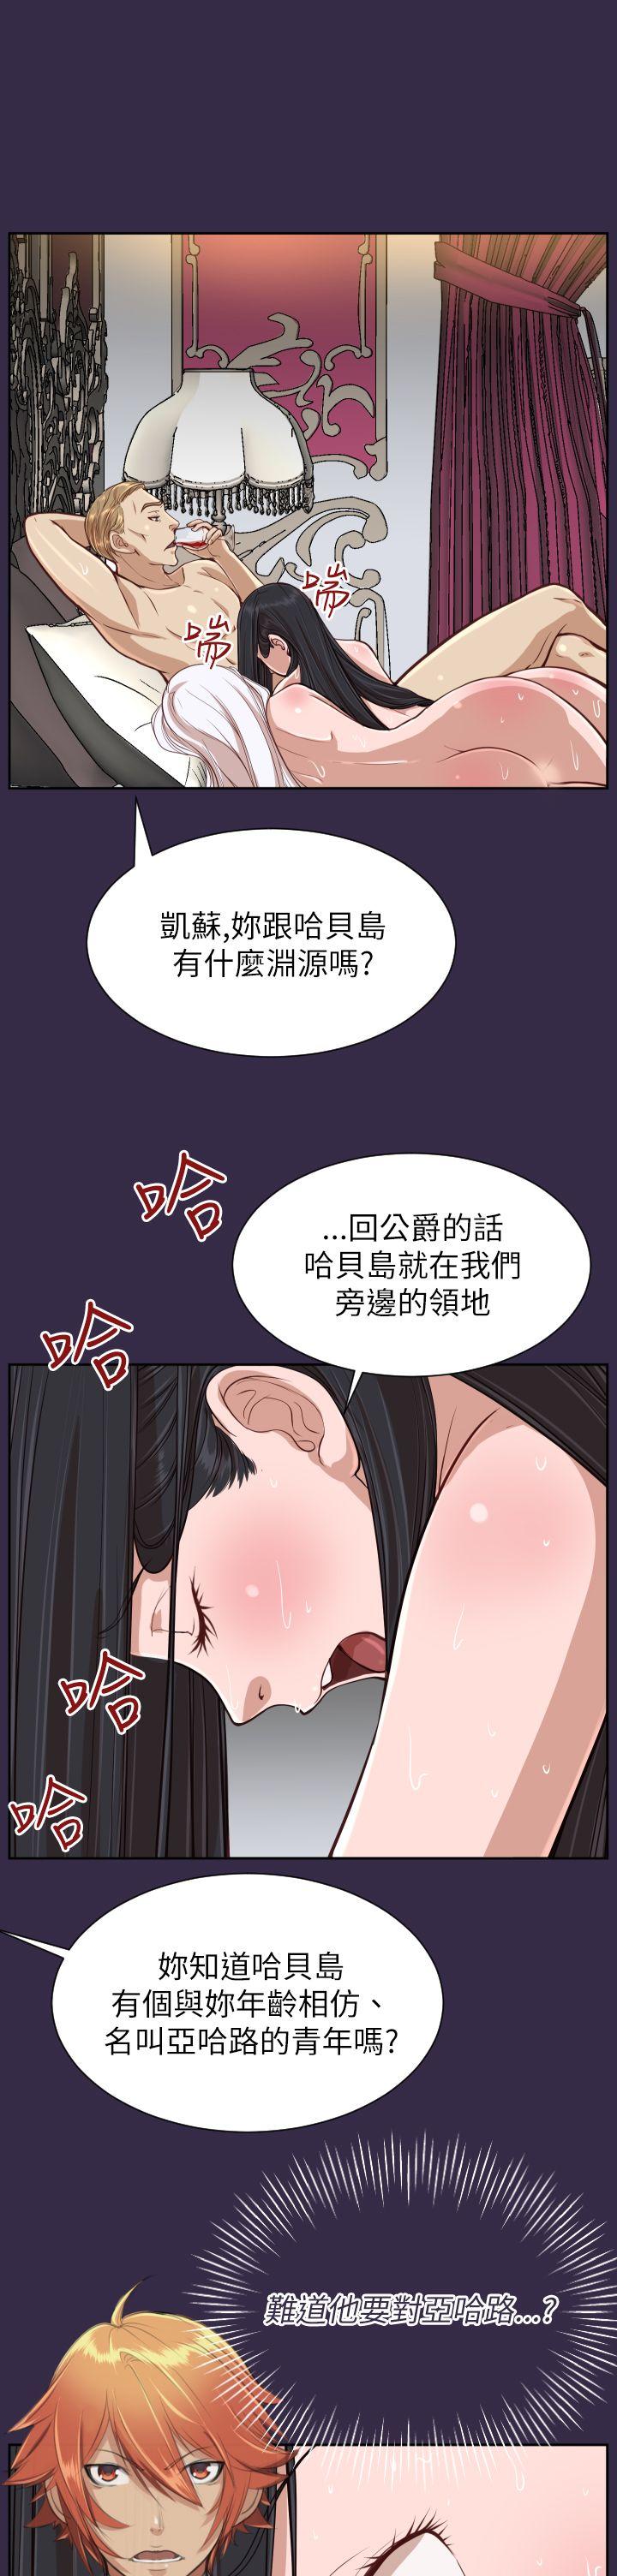 喘
喘
凱蘇,妳跟哈貝島
有什麼淵源嗎?
哈
...回公爵的話
哈貝島就在我們
旁邊的領地
哈
哈
哈
妳知道哈貝島
有個與妳年齡相仿、
名叫亞哈路的青年嗎?
難道他要對亞哈路...?